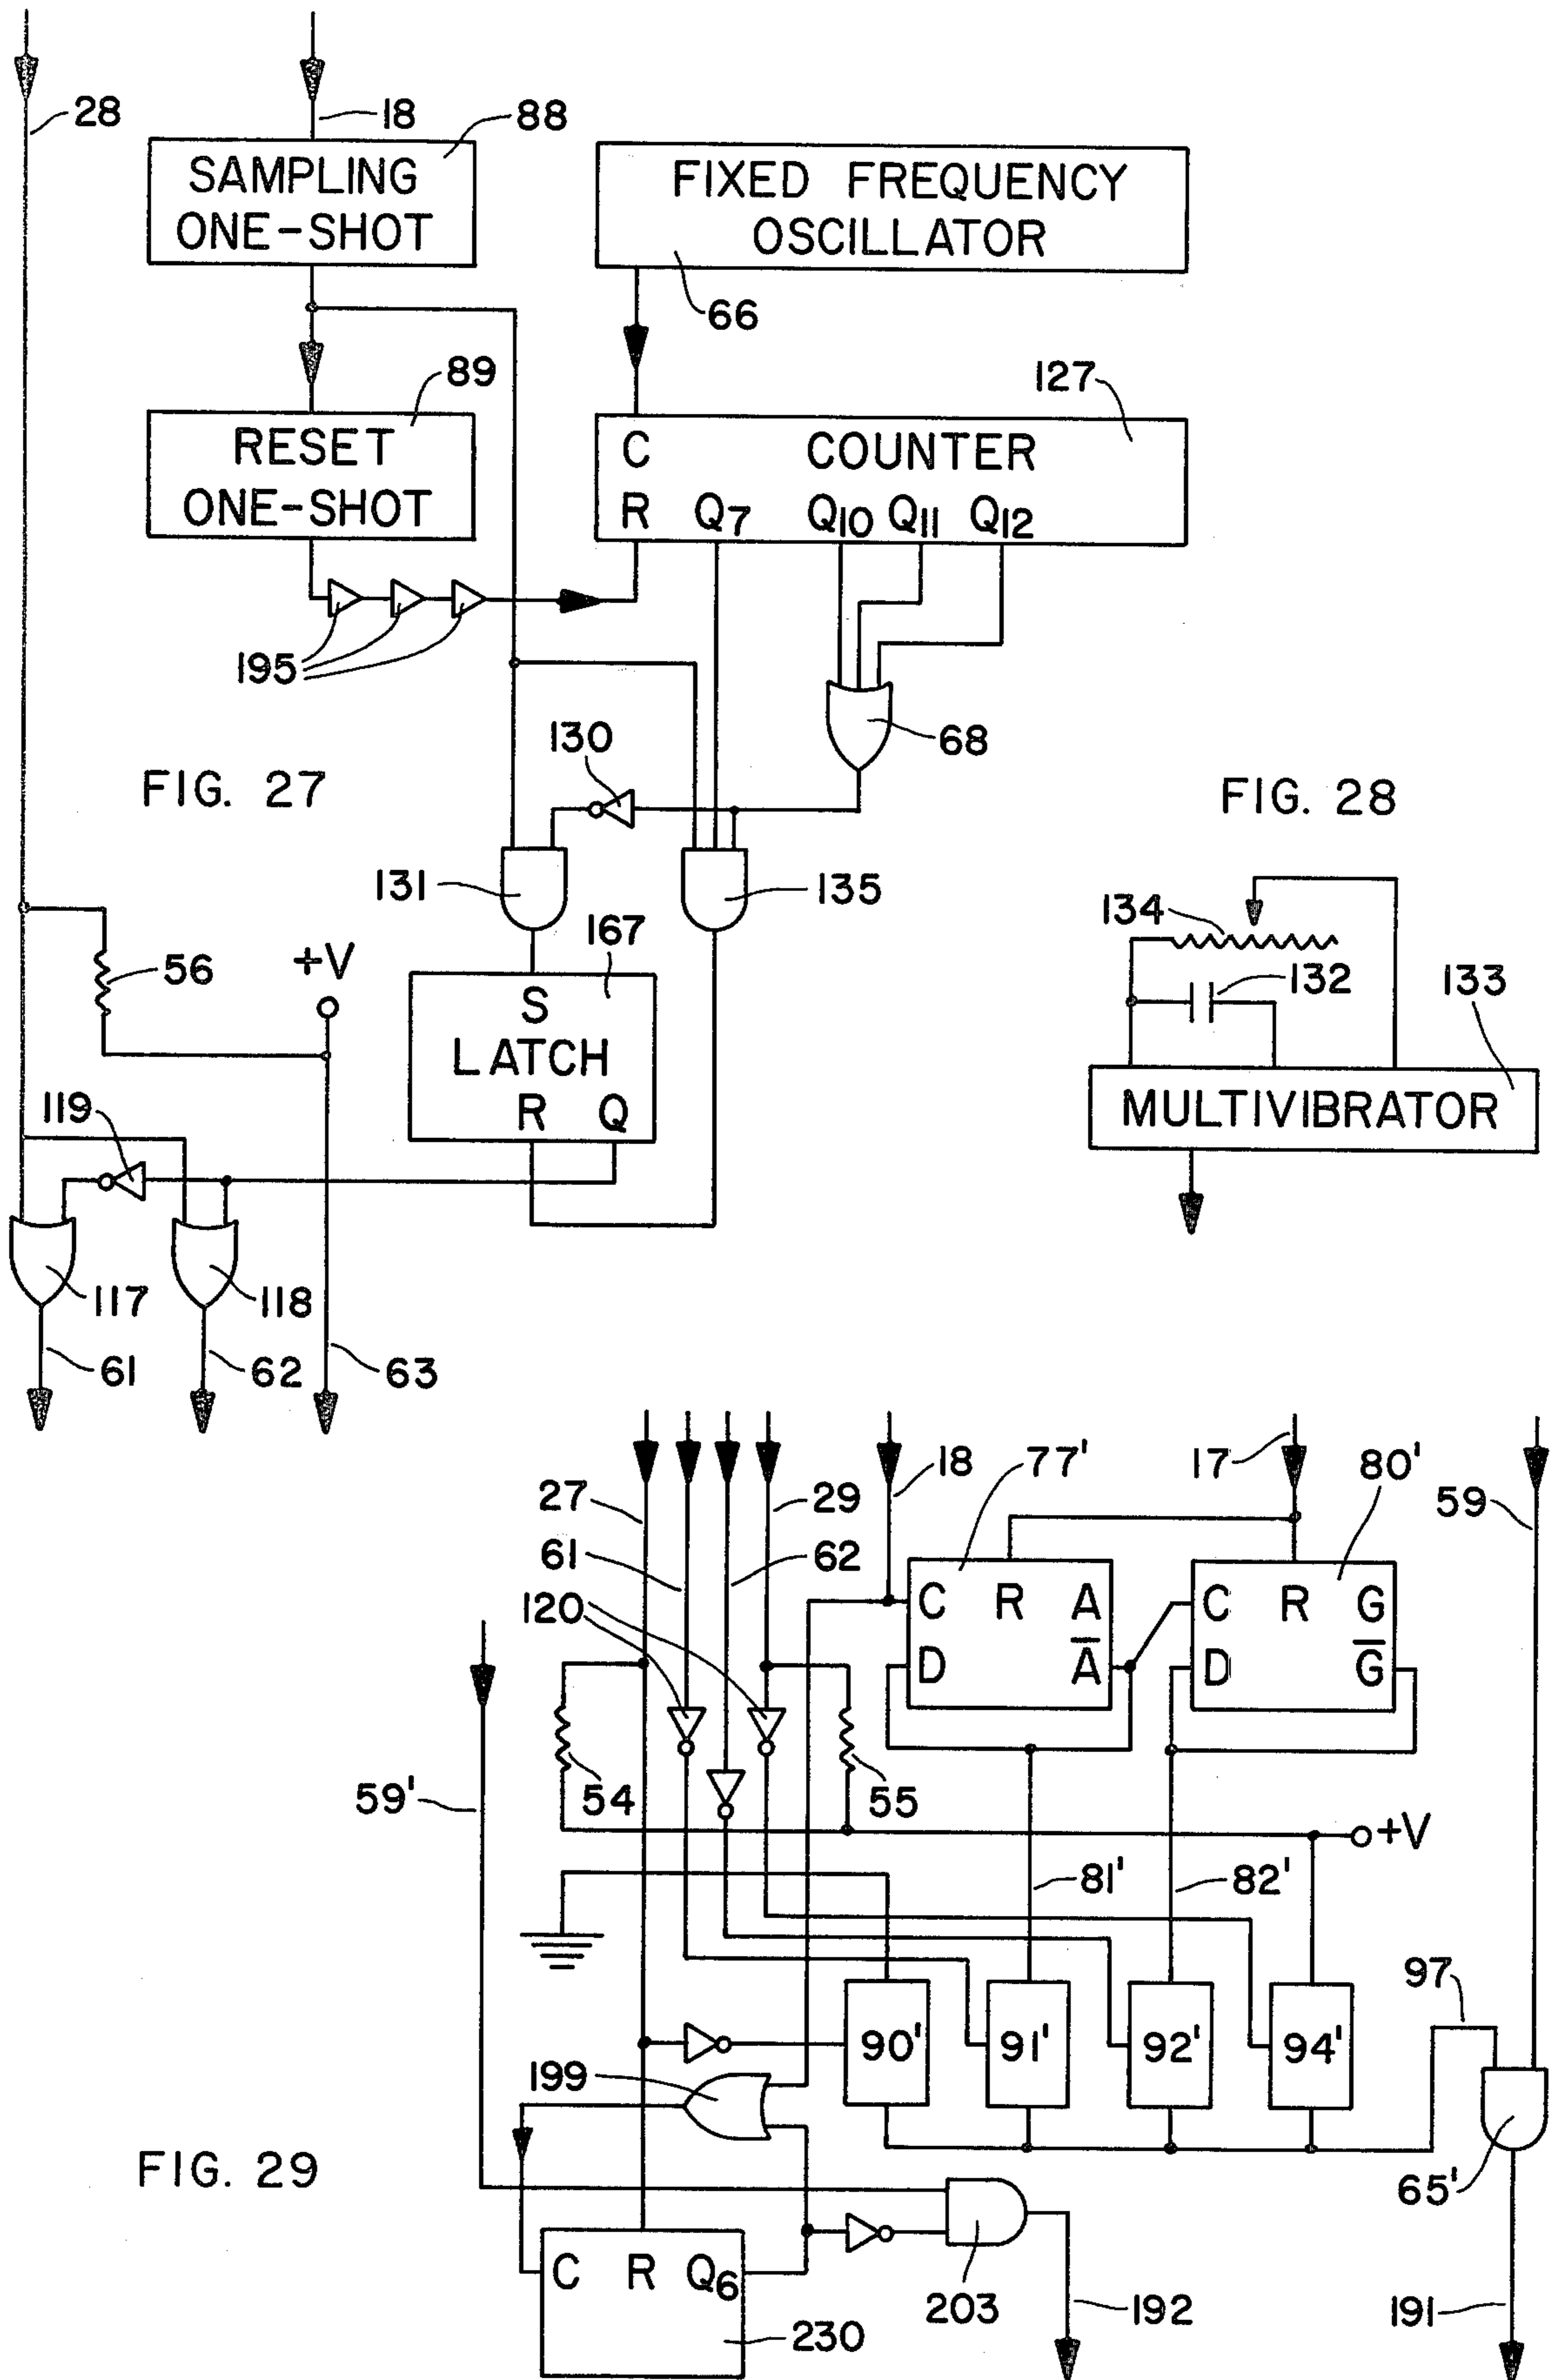 28
18
88
SAMPLING
ONE-SHOT
FIXED FREQUENCY
OSCILLATOR
66
89
127
RESET
ONE-SHOT
C COUNTER
R Q7 Q10 Q11 Q12
195
68
130
FIG. 27
FIG. 28
131
135
134
167
56
+V
132
133
S
LATCH
R Q
MULTIVIBRATOR
119
117
118
61
62
63
27
61
29
62
18
77'
17
80'
59
120
C R A
D A̅
C R G
D G̅
59'
54
55
+V
81'
82'
97
90'
91'
92'
94'
199
FIG. 29
65'
C R Q6
203
192
191
230